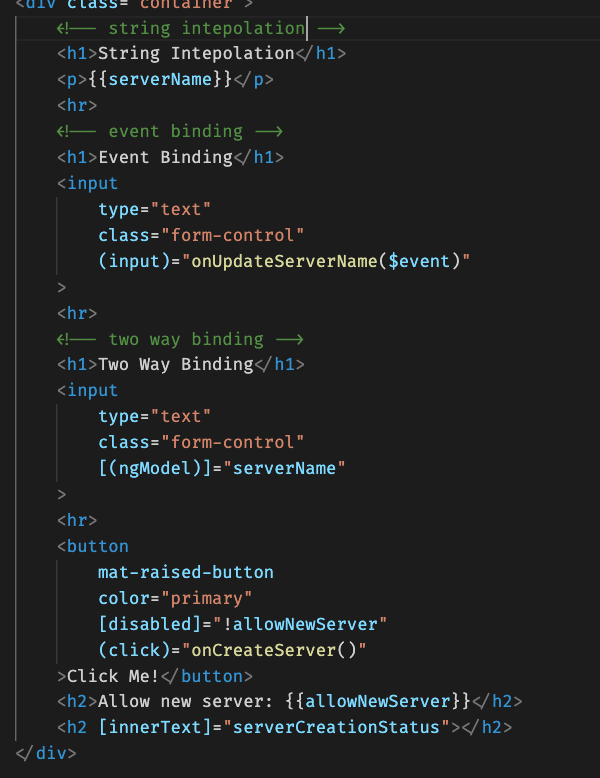 <div class="container">
<!-- string intepolation -->
<h1>String Intepolation</h1>
<p>{{serverName}}</p>
<hr>
<!-- event binding -->
<h1>Event Binding</h1>
<input
type="text"
class="form-control"
(input)="onUpdateServerName($event)"
>
<hr>
<!-- two way binding -->
<h1>Two Way Binding</h1>
<input
type="text"
class="form-control"
[(ngModel)]="serverName"
>
<hr>
<button
mat-raised-button
color="primary"
[disabled]="!allowNewServer"
(click)="onCreateServer()"
>Click Me!</button>
<h2>Allow new server: {{allowNewServer}}</h2>
<h2 [innerText]="serverCreationStatus"></h2>
</div>